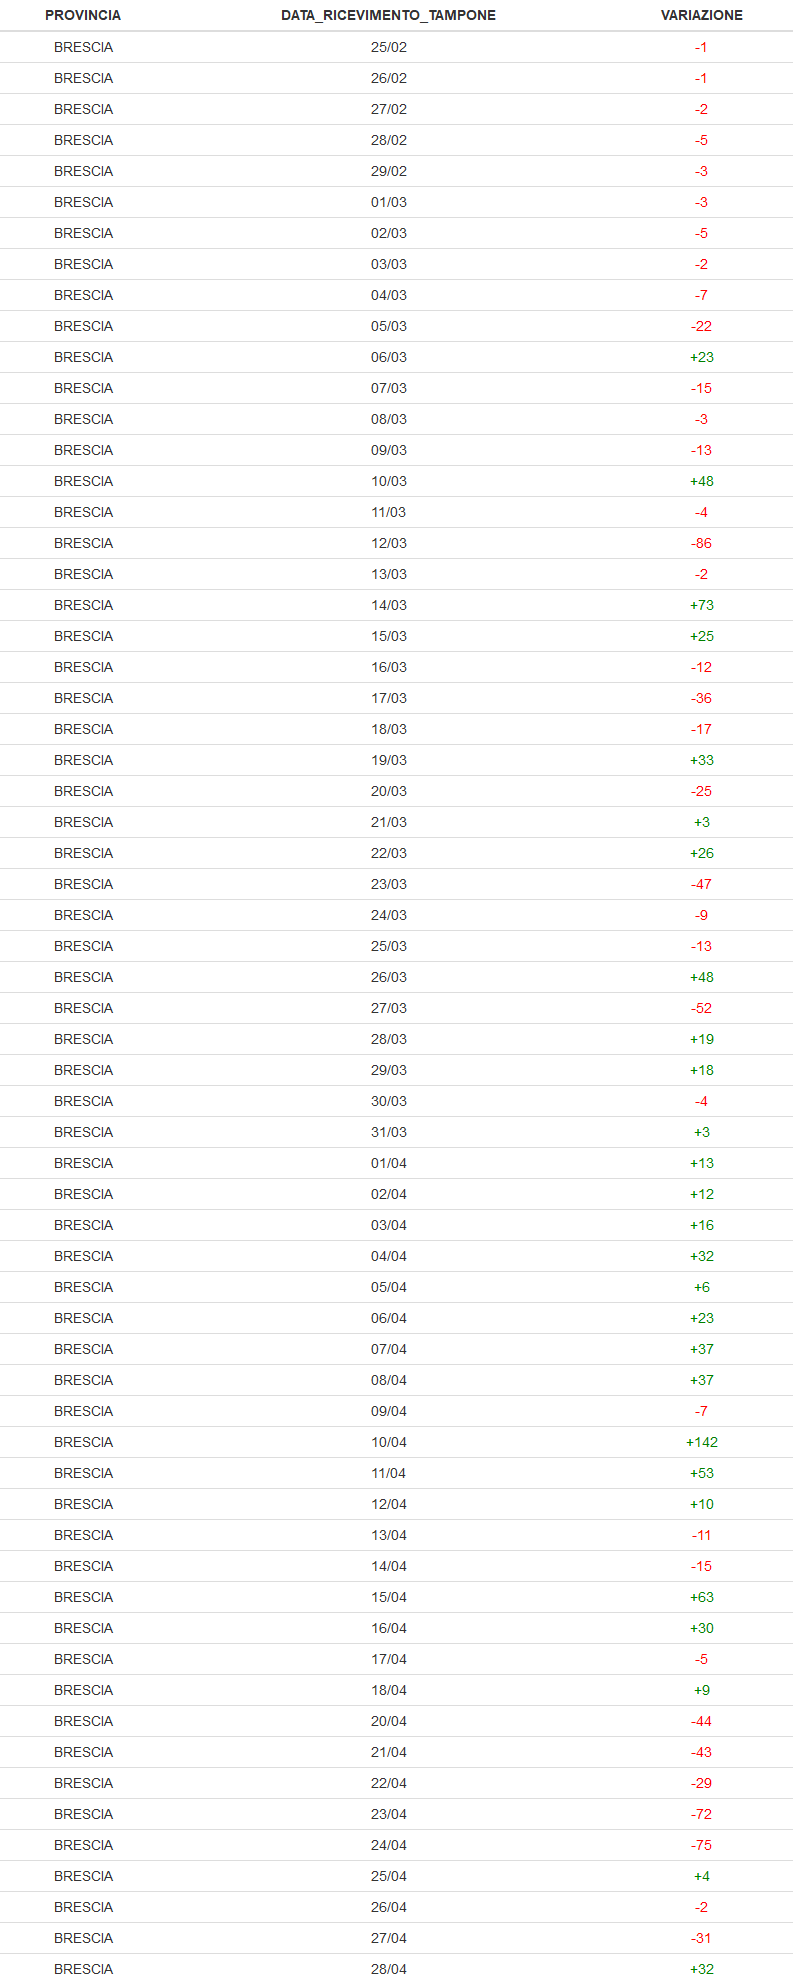 PROVINCIA DATA_RICEVIMENTO_TAMPONE VARIAZIONE
BRESCIA 25/02 -1
BRESCIA 26/02 -1
BRESCIA 27/02 -2
BRESCIA 28/02 -5
BRESCIA 29/02 -3
BRESCIA 01/03 -3
BRESCIA 02/03 -5
BRESCIA 03/03 -2
BRESCIA 04/03 -7
BRESCIA 05/03 -22
BRESCIA 06/03 +23
BRESCIA 07/03 -15
BRESCIA 08/03 -3
BRESCIA 09/03 -13
BRESCIA 10/03 +48
BRESCIA 11/03 -4
BRESCIA 12/03 -86
BRESCIA 13/03 -2
BRESCIA 14/03 +73
BRESCIA 15/03 +25
BRESCIA 16/03 -12
BRESCIA 17/03 -36
BRESCIA 18/03 -17
BRESCIA 19/03 +33
BRESCIA 20/03 -25
BRESCIA 21/03 +3
BRESCIA 22/03 +26
BRESCIA 23/03 -47
BRESCIA 24/03 -9
BRESCIA 25/03 -13
BRESCIA 26/03 +48
BRESCIA 27/03 -52
BRESCIA 28/03 +19
BRESCIA 29/03 +18
BRESCIA 30/03 -4
BRESCIA 31/03 +3
BRESCIA 01/04 +13
BRESCIA 02/04 +12
BRESCIA 03/04 +16
BRESCIA 04/04 +32
BRESCIA 05/04 +6
BRESCIA 06/04 +23
BRESCIA 07/04 +37
BRESCIA 08/04 +37
BRESCIA 09/04 -7
BRESCIA 10/04 +142
BRESCIA 11/04 +53
BRESCIA 12/04 +10
BRESCIA 13/04 -11
BRESCIA 14/04 -15
BRESCIA 15/04 +63
BRESCIA 16/04 +30
BRESCIA 17/04 -5
BRESCIA 18/04 +9
BRESCIA 20/04 -44
BRESCIA 21/04 -43
BRESCIA 22/04 -29
BRESCIA 23/04 -72
BRESCIA 24/04 -75
BRESCIA 25/04 +4
BRESCIA 26/04 -2
BRESCIA 27/04 -31
BRESCIA 28/04 +32